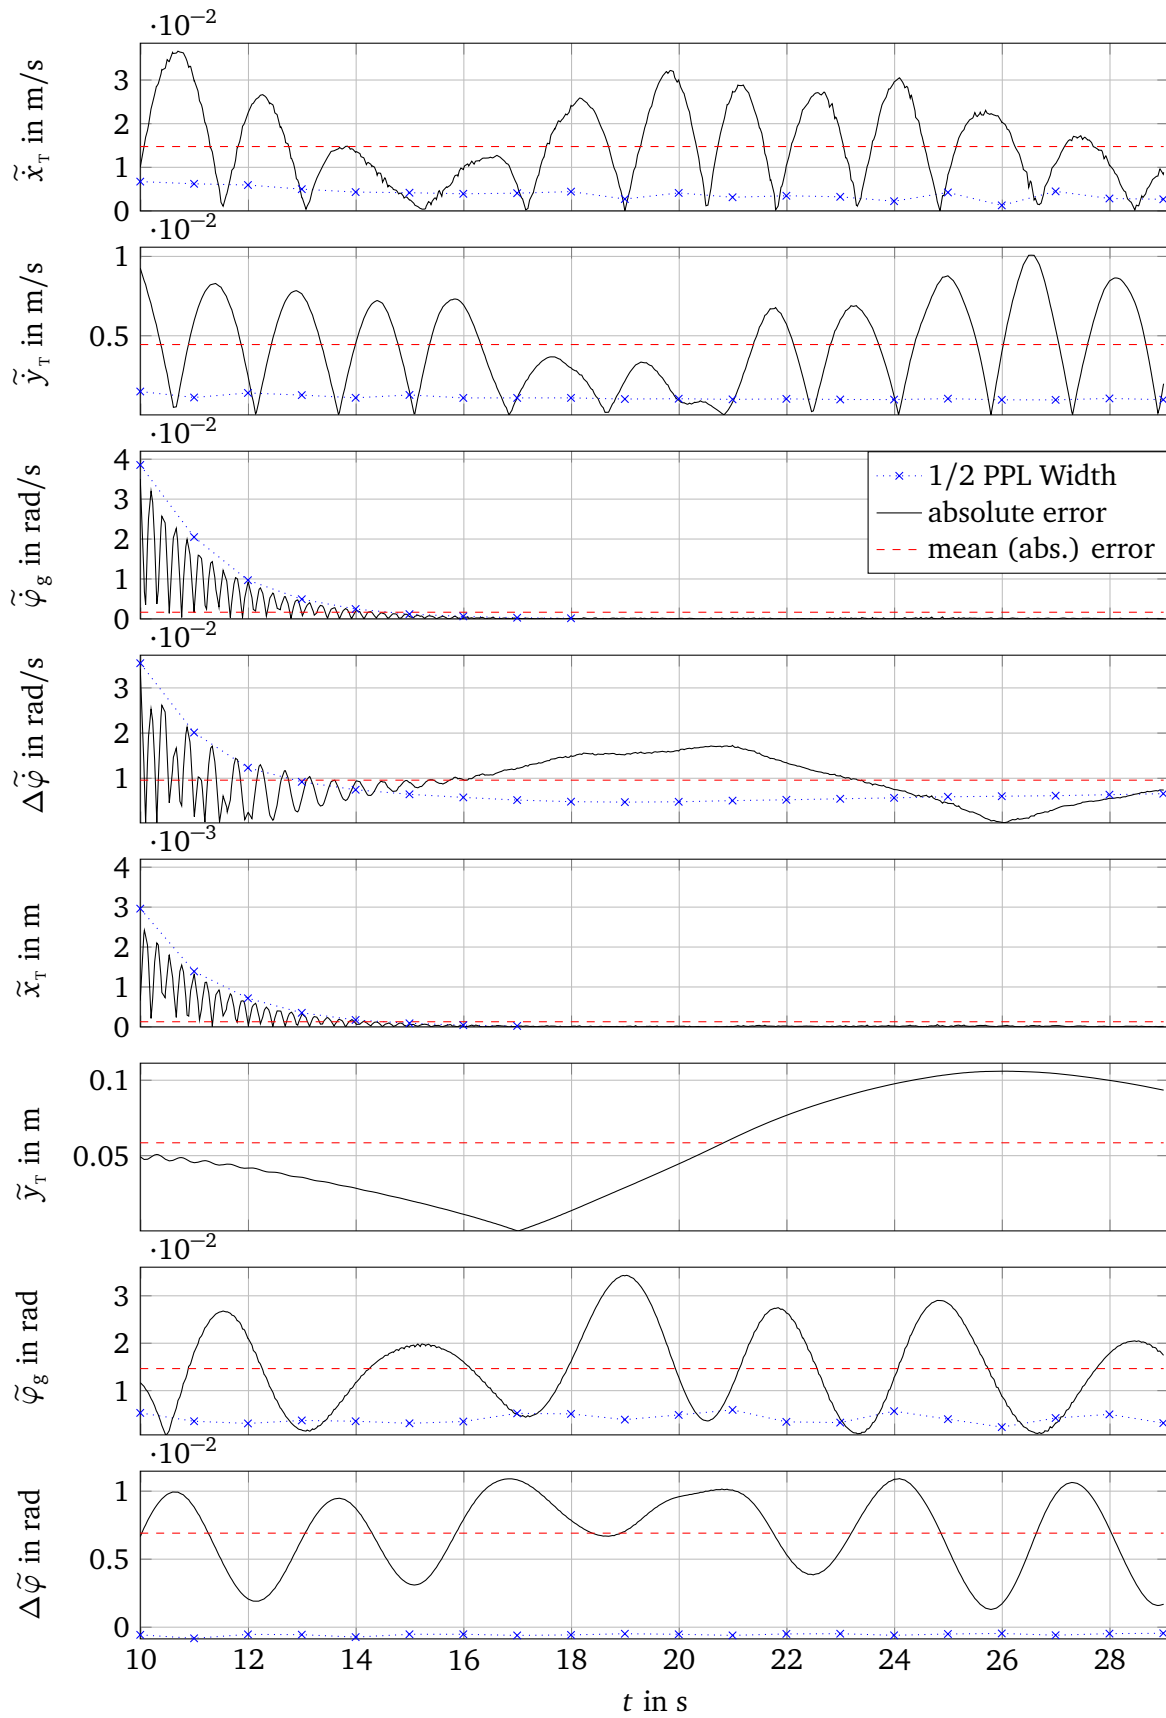 ·10⁻²
3
2
1
0
x̃̇_T in m/s
·10⁻²
1
0.5
ỹ̇_T in m/s
·10⁻²
4
3
2
1
0
φ̃̇_g in rad/s
1/2 PPL Width
absolute error
mean (abs.) error
·10⁻²
3
2
1
Δφ̃̇ in rad/s
·10⁻³
4
3
2
1
0
x̃_T in m
0.1
0.05
ỹ_T in m
·10⁻²
3
2
1
φ̃_g in rad
·10⁻²
1
0.5
0
Δφ̃ in rad
10 12 14 16 18 20 22 24 26 28
t in s